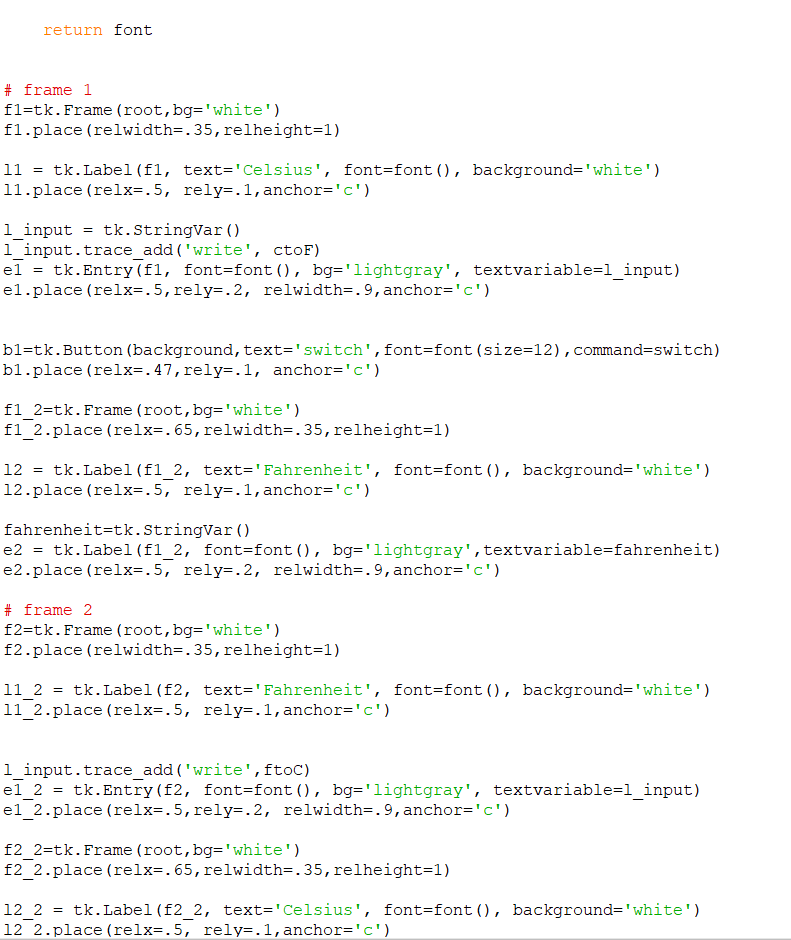 return font
# frame 1
f1=tk.Frame(root,bg='white')
f1.place(relwidth=.35,relheight=1)
l1 = tk.Label(f1, text='Celsius', font=font(), background='white')
l1.place(relx=.5, rely=.1,anchor='c')
l_input = tk.StringVar()
l_input.trace_add('write', ctoF)
e1 = tk.Entry(f1, font=font(), bg='lightgray', textvariable=l_input)
e1.place(relx=.5,rely=.2, relwidth=.9,anchor='c')
b1=tk.Button(background,text='switch',font=font(size=12),command=switch)
b1.place(relx=.47,rely=.1, anchor='c')
f1_2=tk.Frame(root,bg='white')
f1_2.place(relx=.65,relwidth=.35,relheight=1)
l2 = tk.Label(f1_2, text='Fahrenheit', font=font(), background='white')
l2.place(relx=.5, rely=.1,anchor='c')
fahrenheit=tk.StringVar()
e2 = tk.Label(f1_2, font=font(), bg='lightgray',textvariable=fahrenheit)
e2.place(relx=.5, rely=.2, relwidth=.9,anchor='c')
# frame 2
f2=tk.Frame(root,bg='white')
f2.place(relwidth=.35,relheight=1)
l1_2 = tk.Label(f2, text='Fahrenheit', font=font(), background='white')
l1_2.place(relx=.5, rely=.1,anchor='c')
l_input.trace_add('write',ftoC)
e1_2 = tk.Entry(f2, font=font(), bg='lightgray', textvariable=l_input)
e1_2.place(relx=.5,rely=.2, relwidth=.9,anchor='c')
f2_2=tk.Frame(root,bg='white')
f2_2.place(relx=.65,relwidth=.35,relheight=1)
l2_2 = tk.Label(f2_2, text='Celsius', font=font(), background='white')
l2_2.place(relx=.5, rely=.1,anchor='c')